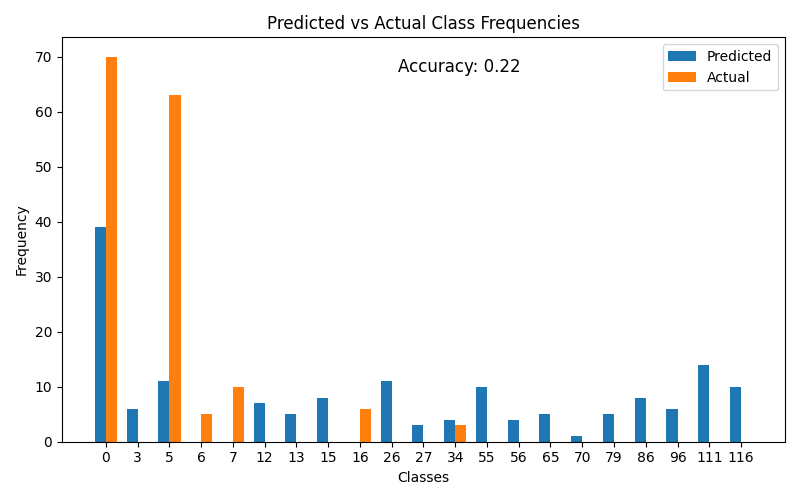 Predicted vs Actual Class Frequencies
Accuracy: 0.22
Predicted
Actual
Frequency
70
60
50
40
30
20
10
0
0 3 5 6 7 12 13 15 16 26 27 34 55 56 65 70 79 86 96 111 116
Classes